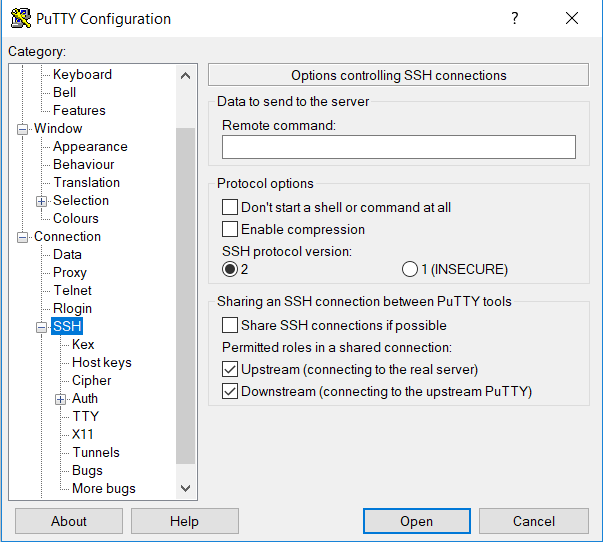 PuTTY Configuration
?
Category:
Keyboard
Bell
Features
Window
Appearance
Behaviour
Translation
Selection
Colours
Connection
Data
Proxy
Telnet
Rlogin
SSH
Kex
Host keys
Cipher
Auth
TTY
X11
Tunnels
Bugs
More bugs
Options controlling SSH connections
Data to send to the server
Remote command:
Protocol options
Don't start a shell or command at all
Enable compression
SSH protocol version:
2 1 (INSECURE)
Sharing an SSH connection between PuTTY tools
Share SSH connections if possible
Permitted roles in a shared connection:
Upstream (connecting to the real server)
Downstream (connecting to the upstream PuTTY)
About Help Open Cancel